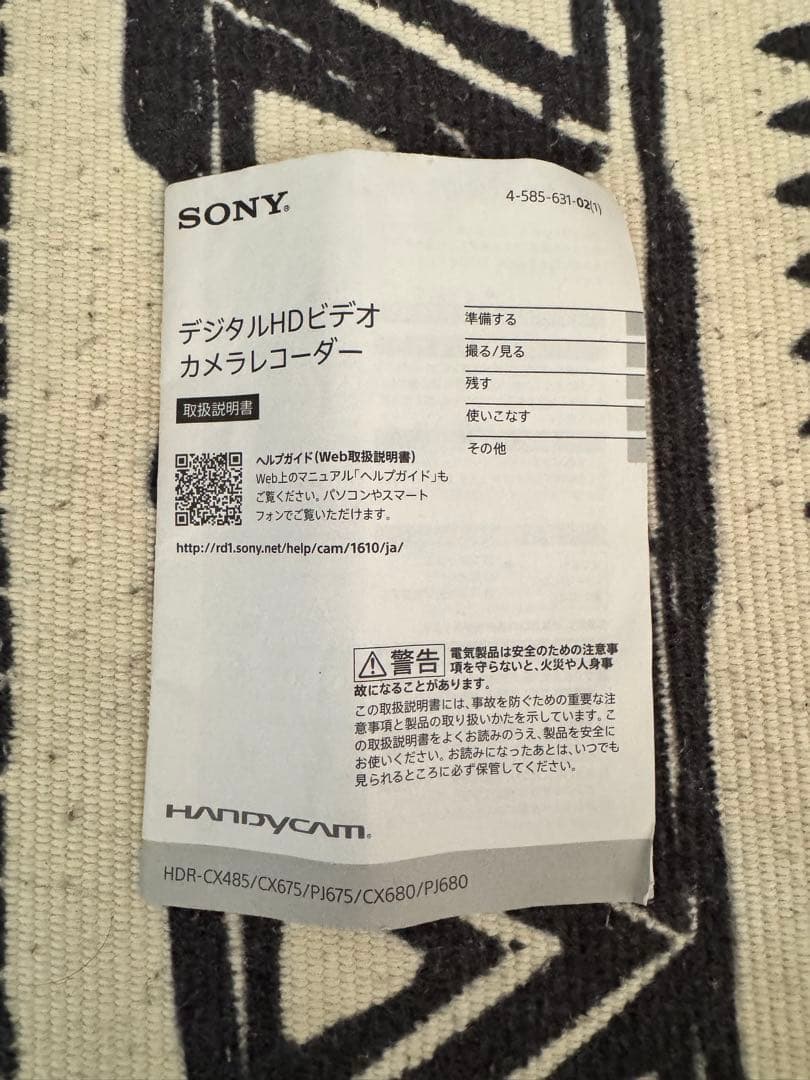 SONY®
4-585-631-02(1)
デジタルHDビデオ
カメラレコーダー
取扱説明書
準備する
撮る/見る
残す
使いこなす
その他
ヘルプガイド(Web取扱説明書)
Web上のマニュアル「ヘルプガイド」も
ご覧ください。パソコンやスマート
フォンでご覧いただけます。
http://rd1.sony.net/help/cam/1610/ja/
警告 電気製品は安全のための注意事
項を守らないと、火災や人身事
故になることがあります。
この取扱説明書には、事故を防ぐための重要な注
意事項と製品の取り扱いかたを示しています。こ
の取扱説明書をよくお読みのうえ、製品を安全に
お使いください。お読みになったあとは、いつでも
見られるところに必ず保管してください。
HANDYCAM®
HDR-CX485/CX675/PJ675/CX680/PJ680